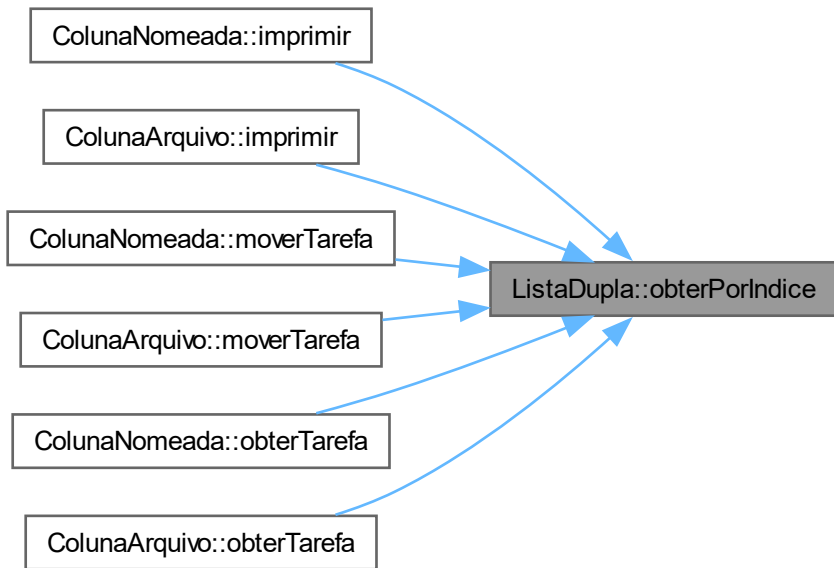 ColunaNomeada::imprimir
ColunaArquivo::imprimir
ColunaNomeada::moverTarefa
ListaDupla::obterPorIndice
ColunaArquivo::moverTarefa
ColunaNomeada::obterTarefa
ColunaArquivo::obterTarefa